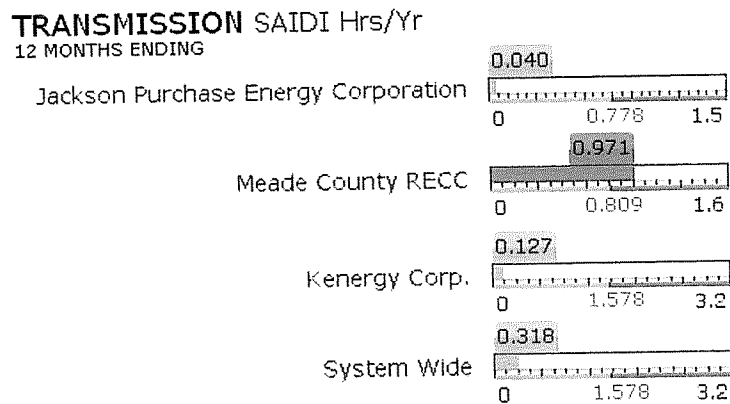 TRANSMISSION SAIDI Hrs/Yr
12 MONTHS ENDING
0.040
Jackson Purchase Energy Corporation
0 0.778 1.5
0.971
Meade County RECC
0 0.809 1.6
0.127
Kenergy Corp.
0 1.578 3.2
0.318
System Wide
0 1.578 3.2